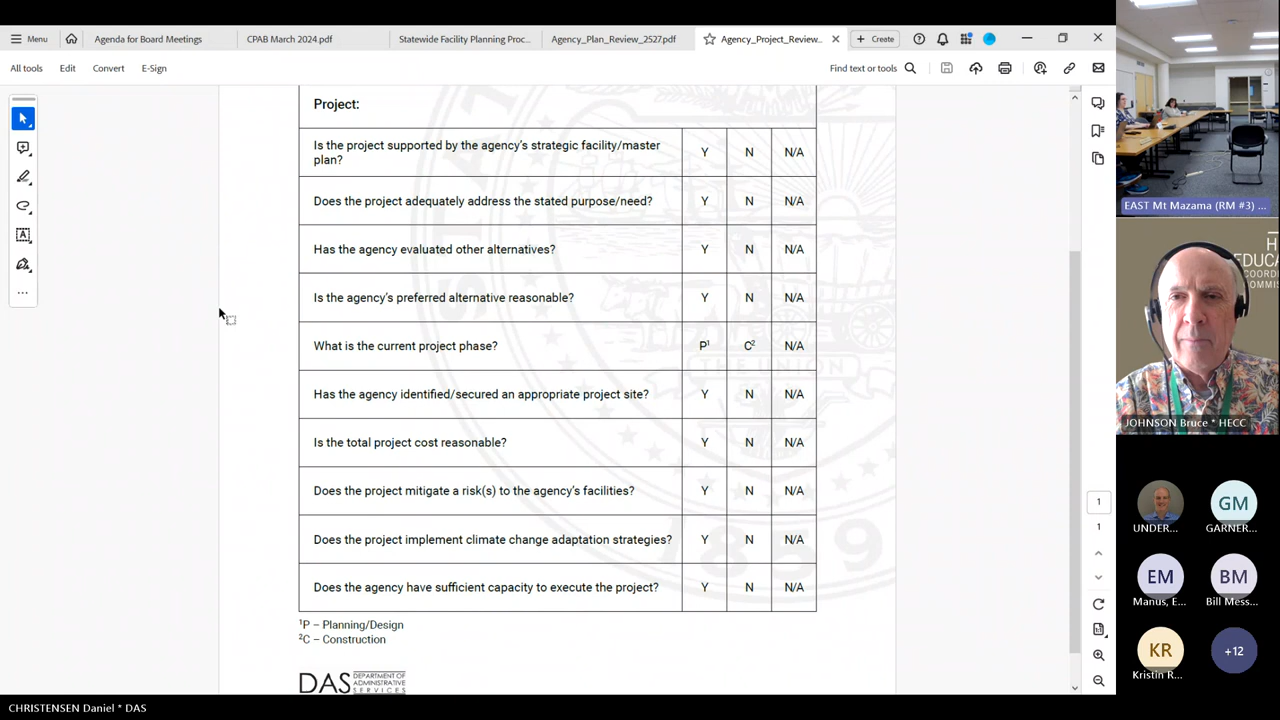 Menu
Agenda for Board Meetings
CPAB March 2024.pdf
Statewide Facility Planning Proc...
Agency_Plan_Review_2527.pdf
Agency_Project_Review...
Create
All tools
Edit
Convert
E-Sign
Find text or tools
Project:
Is the project supported by the agency's strategic facility/master
plan?
Y N N/A
Does the project adequately address the stated purpose/need? Y N N/A
Has the agency evaluated other alternatives? Y N N/A
Is the agency's preferred alternative reasonable? Y N N/A
What is the current project phase? P¹ C² N/A
Has the agency identified/secured an appropriate project site? Y N N/A
Is the total project cost reasonable? Y N N/A
Does the project mitigate a risk(s) to the agency's facilities? Y N N/A
Does the project implement climate change adaptation strategies? Y N N/A
Does the agency have sufficient capacity to execute the project? Y N N/A
THE UNION
1859
¹P – Planning/Design
²C – Construction
DAS
DEPARTMENT OF
ADMINISTRATIVE
SERVICES
1
1
EAST Mt Mazama (RM #3) ...
JOHNSON Bruce * HECC
UNDER...
GM
GARNER...
EM
Manus, E...
BM
Bill Mess...
KR
Kristin R...
+12
CHRISTENSEN Daniel * DAS